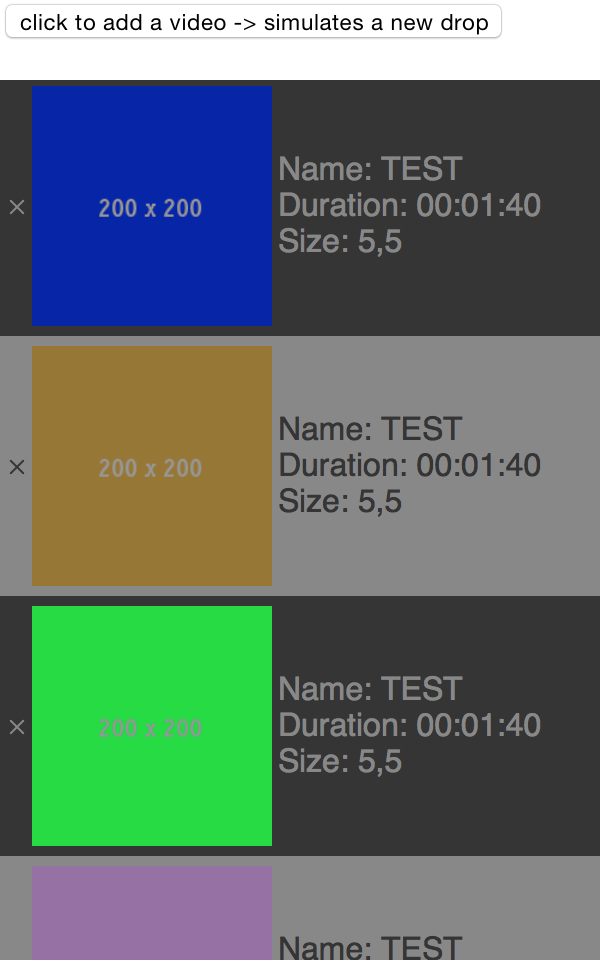 click to add a video -> simulates a new drop
×
200 x 200
Name: TEST
Duration: 00:01:40
Size: 5,5
×
200 x 200
Name: TEST
Duration: 00:01:40
Size: 5,5
×
200 x 200
Name: TEST
Duration: 00:01:40
Size: 5,5
Name: TEST